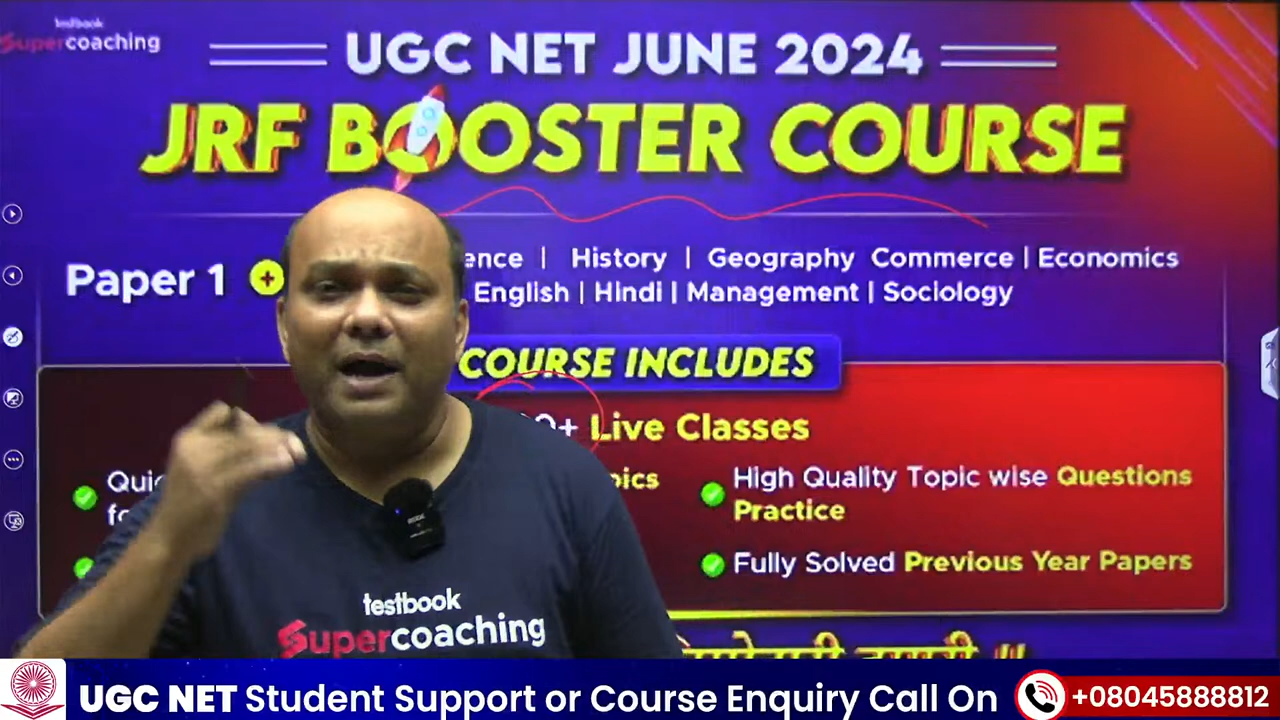 testbook
Supercoaching
UGC NET JUNE 2024
JRF BOOSTER COURSE
Paper 1 + History | Geography Commerce | Economics
English | Hindi | Management | Sociology
COURSE INCLUDES
Live Classes
High Quality Topic wise Questions
Practice
Fully Solved Previous Year Papers
testbook
Supercoaching
UGC NET Student Support or Course Enquiry Call On +08045888812